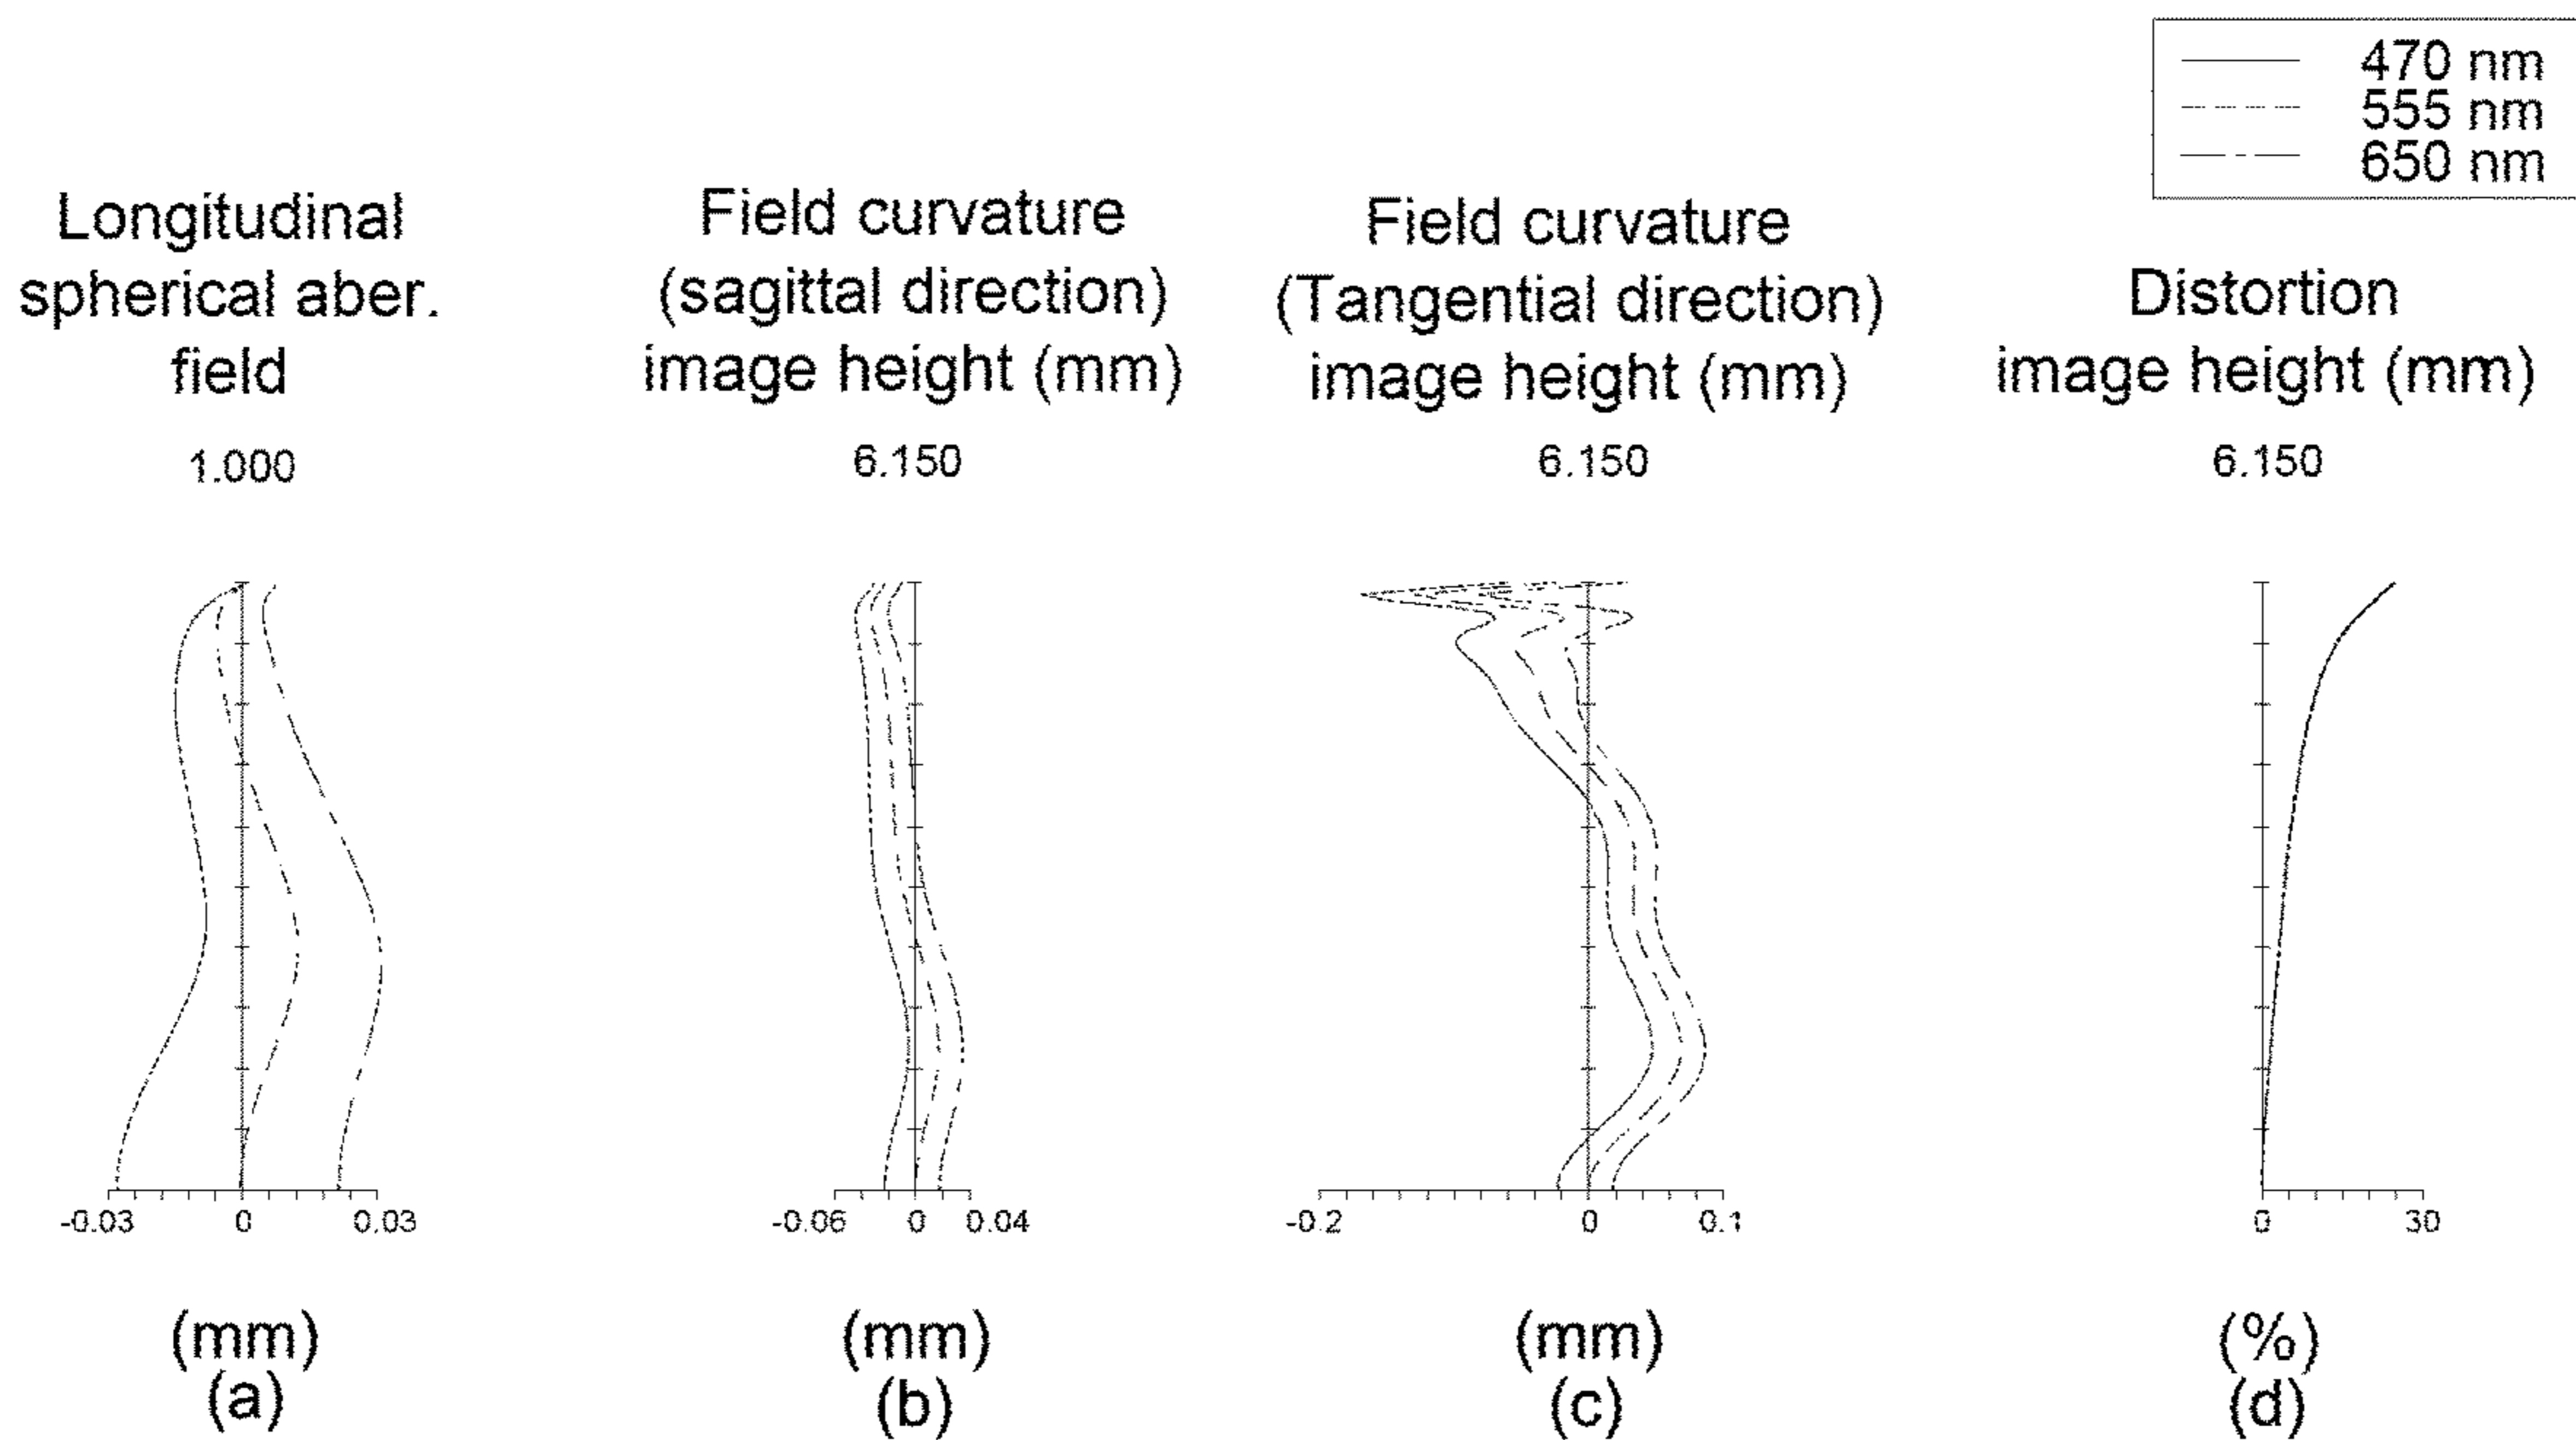 470 nm
555 nm
650 nm
Longitudinal
spherical aber.
field
1.000
-0.03 0 0.03
(mm)
(a)
Field curvature
(sagittal direction)
image height (mm)
6.150
-0.06 0 0.04
(mm)
(b)
Field curvature
(Tangential direction)
image height (mm)
6.150
-0.2 0 0.1
(mm)
(c)
Distortion
image height (mm)
6.150
0 30
(%)
(d)